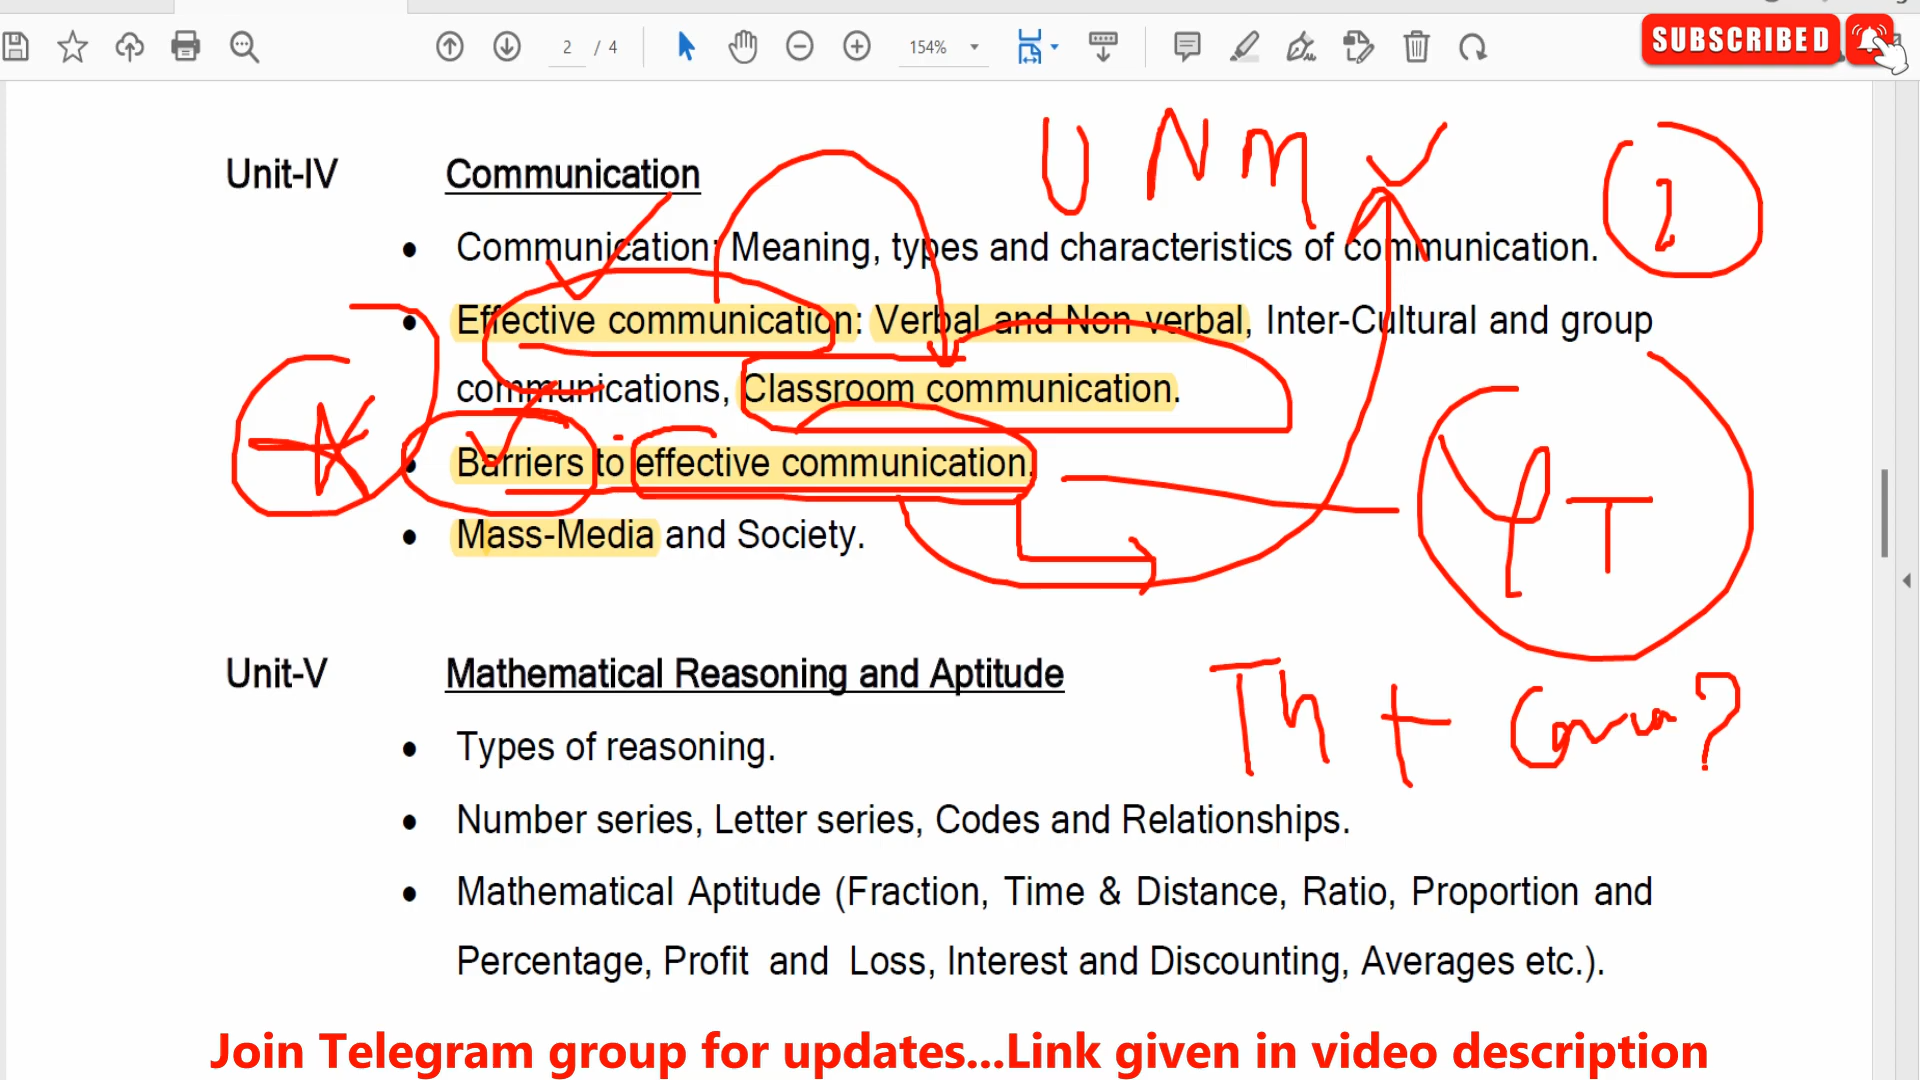 2 / 4 154% SUBSCRIBED
U N M
Unit-IV Communication
• Communication: Meaning, types and characteristics of communication.
• Effective communication: Verbal and Non verbal, Inter-Cultural and group
communications, Classroom communication.
• Barriers to effective communication.
• Mass-Media and Society.
YT
Unit-V Mathematical Reasoning and Aptitude
Th + Comm?
• Types of reasoning.
• Number series, Letter series, Codes and Relationships.
• Mathematical Aptitude (Fraction, Time & Distance, Ratio, Proportion and
Percentage, Profit and Loss, Interest and Discounting, Averages etc.).
Join Telegram group for updates...Link given in video description